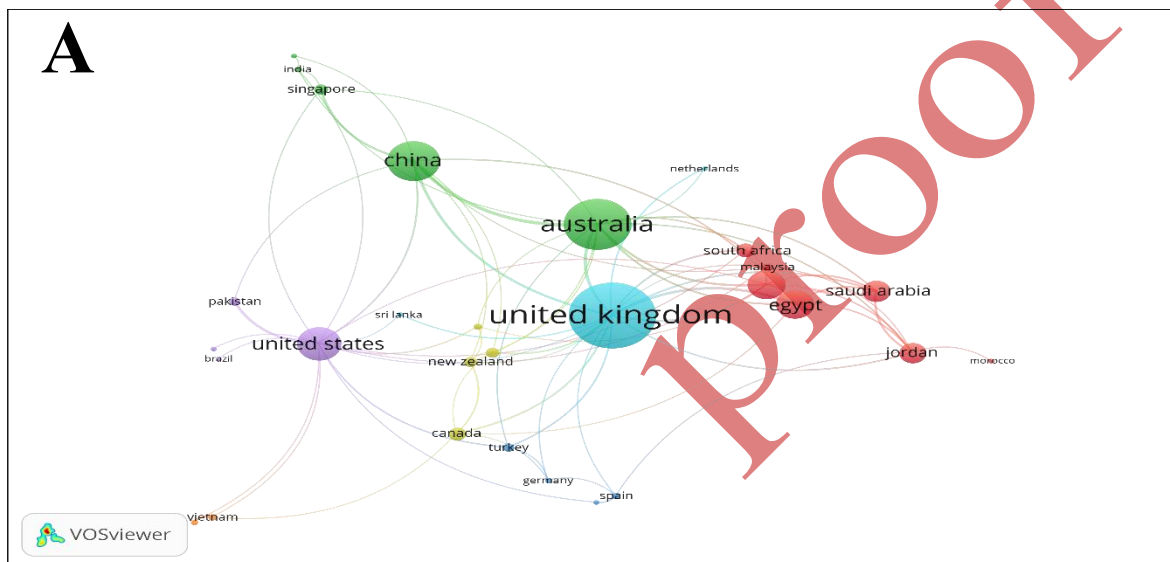 A
india
singapore
china
netherlands
australia
south africa
malaysia
saudi arabia
egypt
pakistan
sri lanka
united kingdom
united states
brazil
new zealand
jordan
morocco
canada
turkey
germany
spain
vietnam
VOSviewer
proof